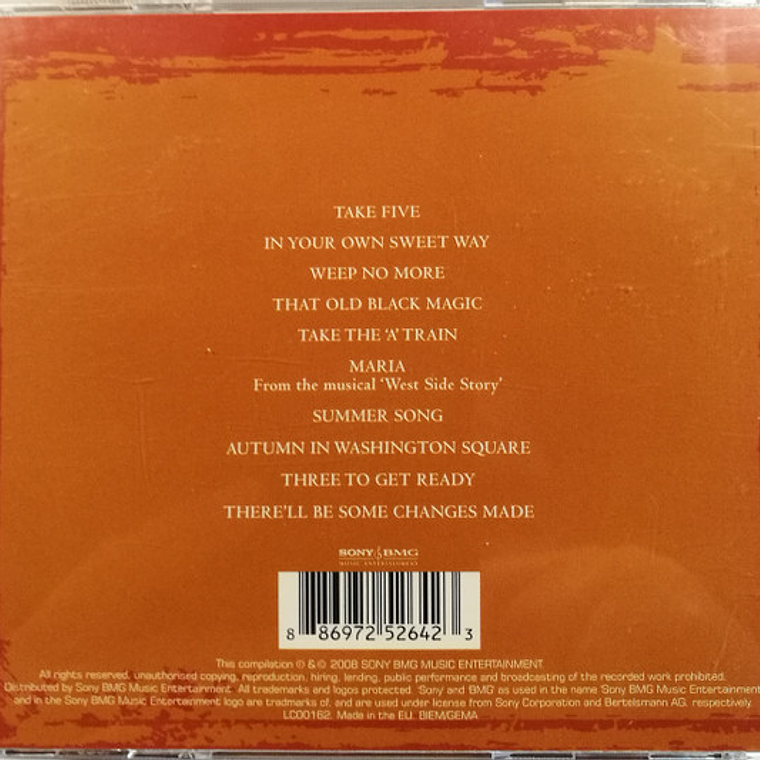 TAKE FIVE
IN YOUR OWN SWEET WAY
WEEP NO MORE
THAT OLD BLACK MAGIC
TAKE THE 'A' TRAIN
MARIA
From the musical 'West Side Story'
SUMMER SONG
AUTUMN IN WASHINGTON SQUARE
THREE TO GET READY
THERE'LL BE SOME CHANGES MADE
SONY BMG
MUSIC ENTERTAINMENT
8 86972 52642 3
This compilation ℗ & © 2008 SONY BMG MUSIC ENTERTAINMENT.
All rights reserved, unauthorised copying, reproduction, hiring, lending, public performance and broadcasting of the recorded work prohibited.
Distributed by Sony BMG Music Entertainment. All trademarks and logos protected. 'Sony' and 'BMG' as used in the name 'Sony BMG Music Entertainment'
and in the Sony BMG Music Entertainment logo are tradmarks of, and are used under license from Sony Corporation and Bertelsmann AG, respectively.
LC00162. Made in the EU. BIEM/GEMA